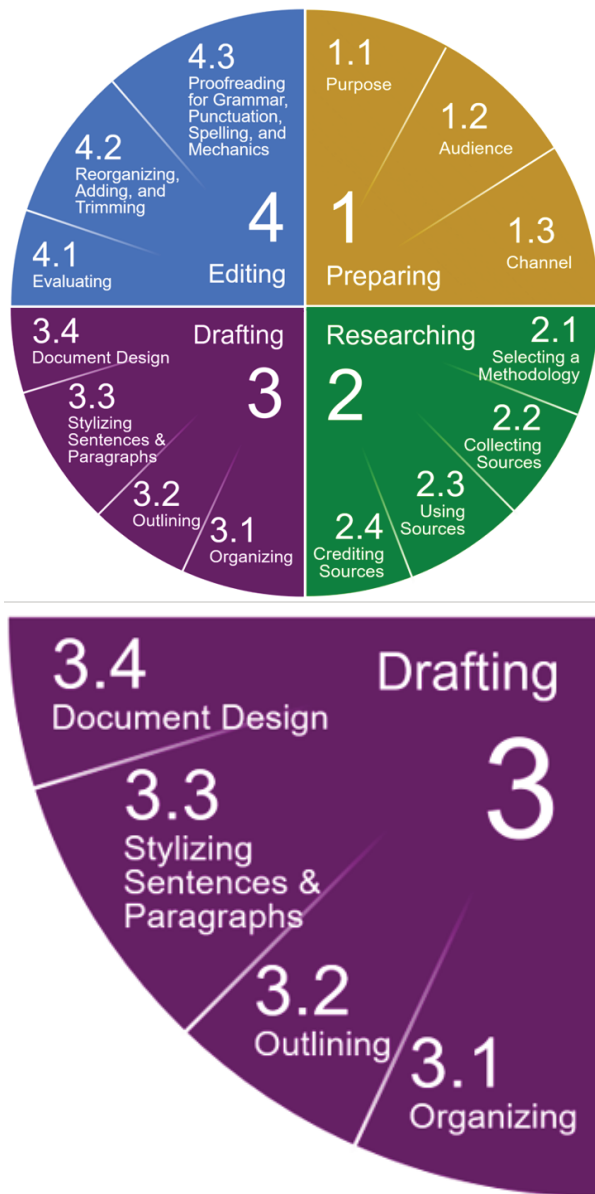 1.1
Purpose
1.2
Audience
1.3
Channel
1
Preparing
Researching
2
2.1
Selecting a
Methodology
2.2
Collecting
Sources
2.3
Using
Sources
2.4
Crediting
Sources
Drafting
3
3.1
Organizing
3.2
Outlining
3.3
Stylizing
Sentences &
Paragraphs
3.4
Document Design
4.1
Evaluating
4.2
Reorganizing,
Adding, and
Trimming
4.3
Proofreading
for Grammar,
Punctuation,
Spelling, and
Mechanics
4
Editing
Drafting
3
3.1
Organizing
3.2
Outlining
3.3
Stylizing
Sentences &
Paragraphs
3.4
Document Design